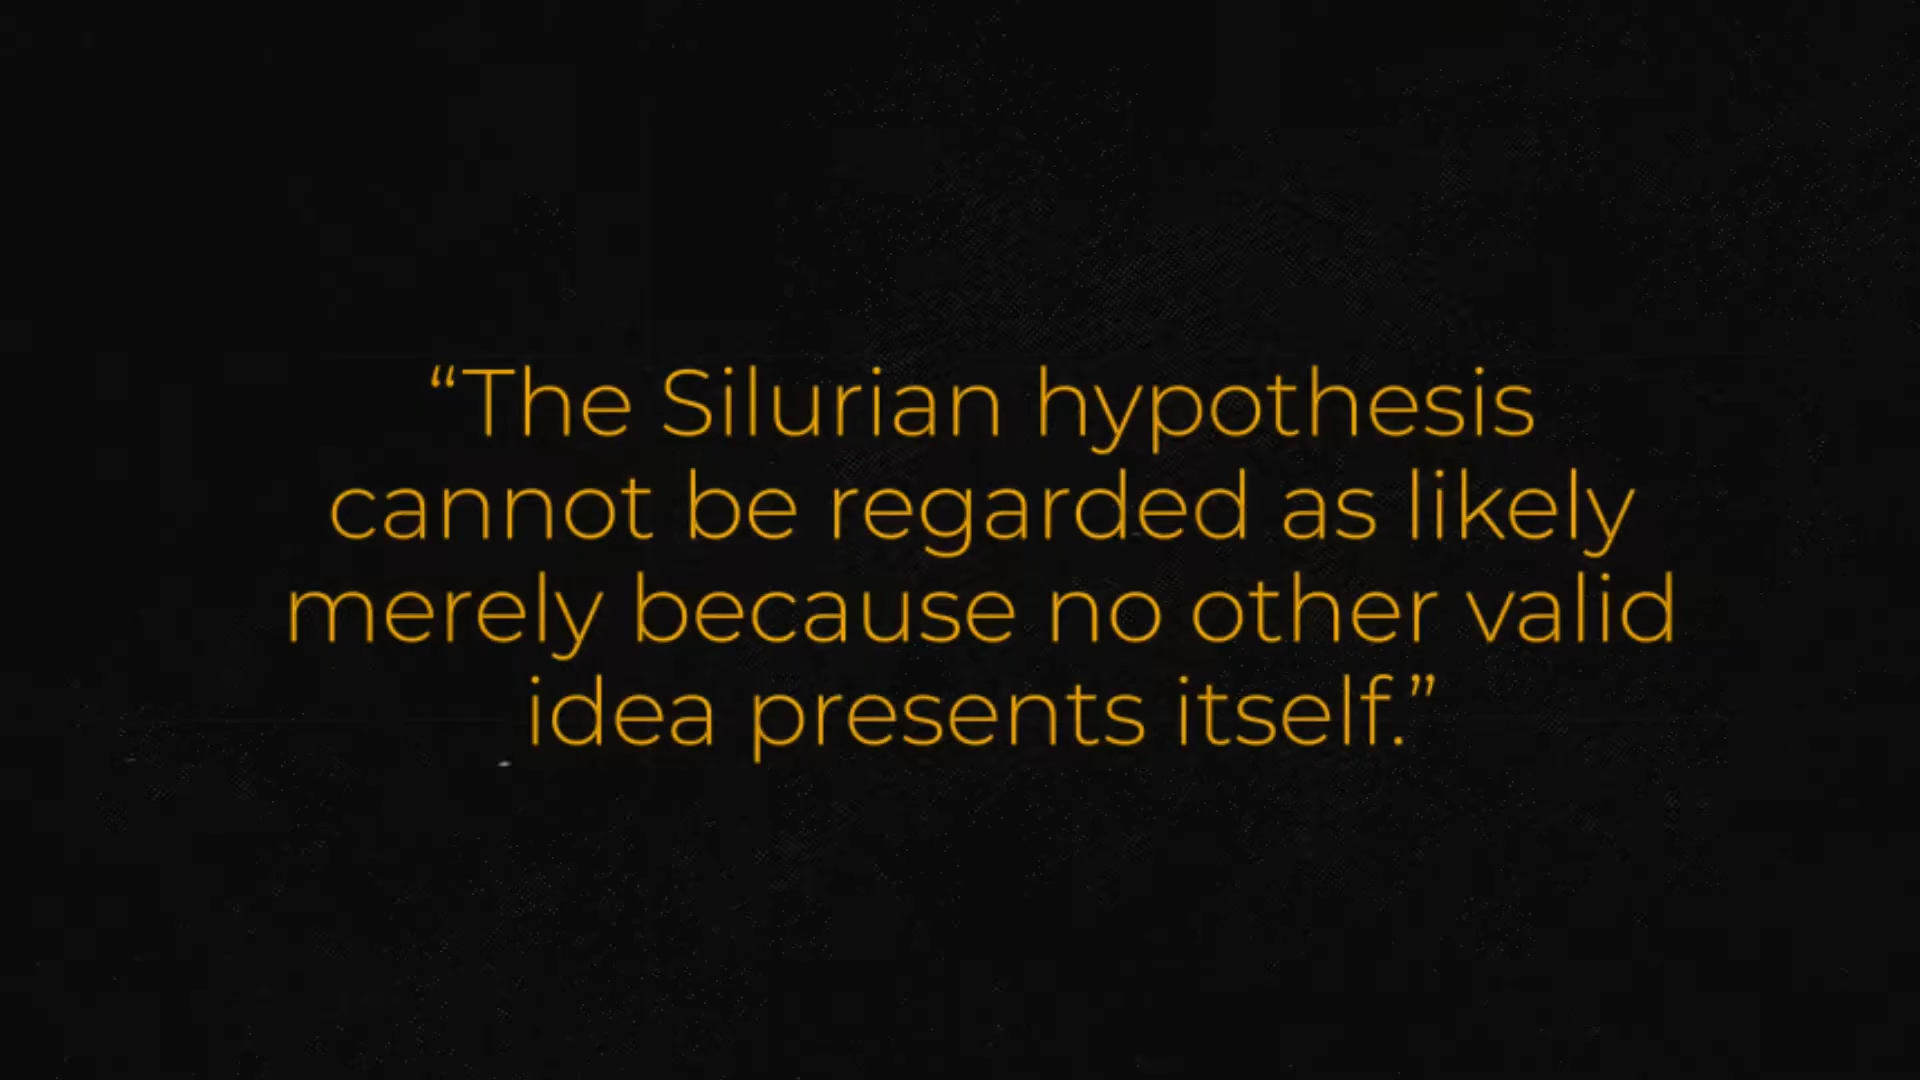 “The Silurian hypothesis
cannot be regarded as likely
merely because no other valid
idea presents itself.”